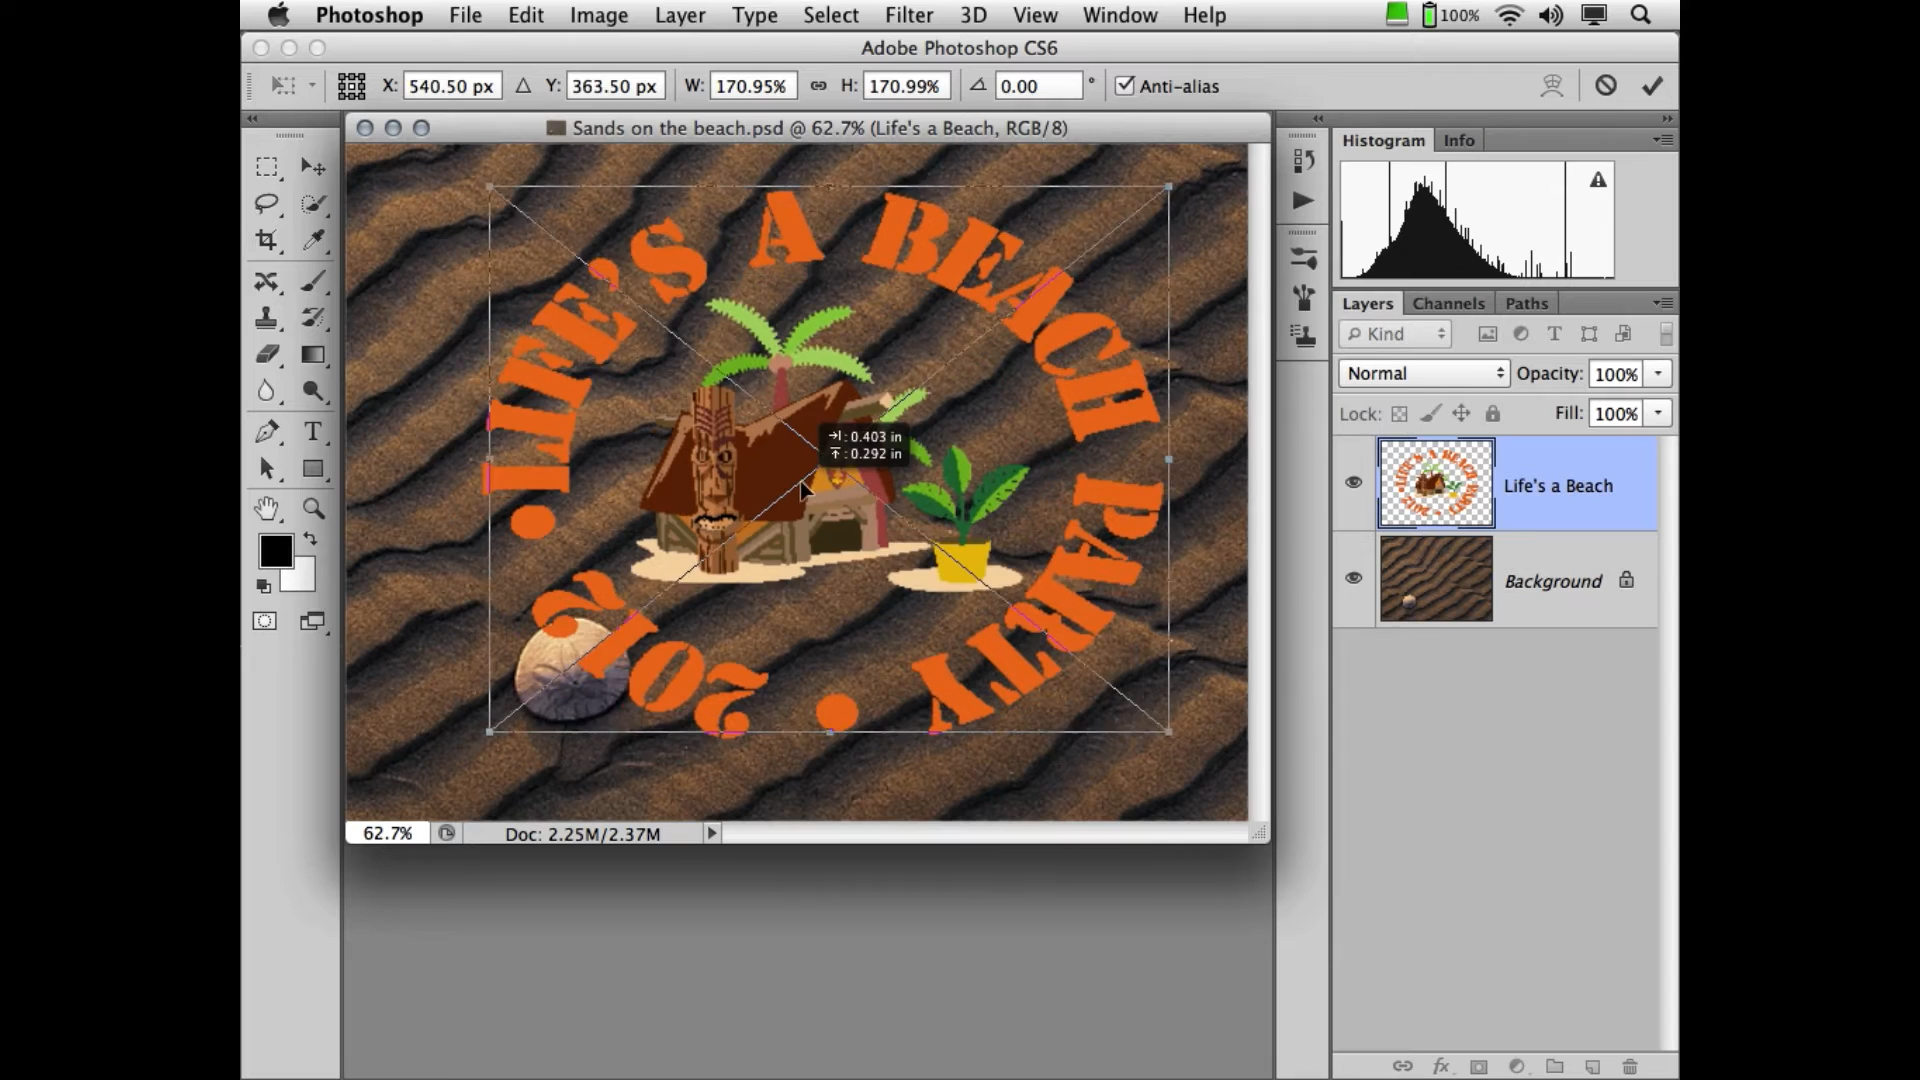 Photoshop File Edit Image Layer Type Select Filter 3D View Window Help 100%
Adobe Photoshop CS6
X: 540.50 px Y: 363.50 px W: 170.95% H: 170.99% 0.00 ° Anti-alias
Sands on the beach.psd @ 62.7% (Life's a Beach, RGB/8)
Histogram Info
LIFE'S A BEACH PARTY • 2012 •
: 0.403 in
: 0.292 in
Layers Channels Paths
Kind
Normal Opacity: 100%
Lock: Fill: 100%
Life's a Beach
Background
62.7% Doc: 2.25M/2.37M